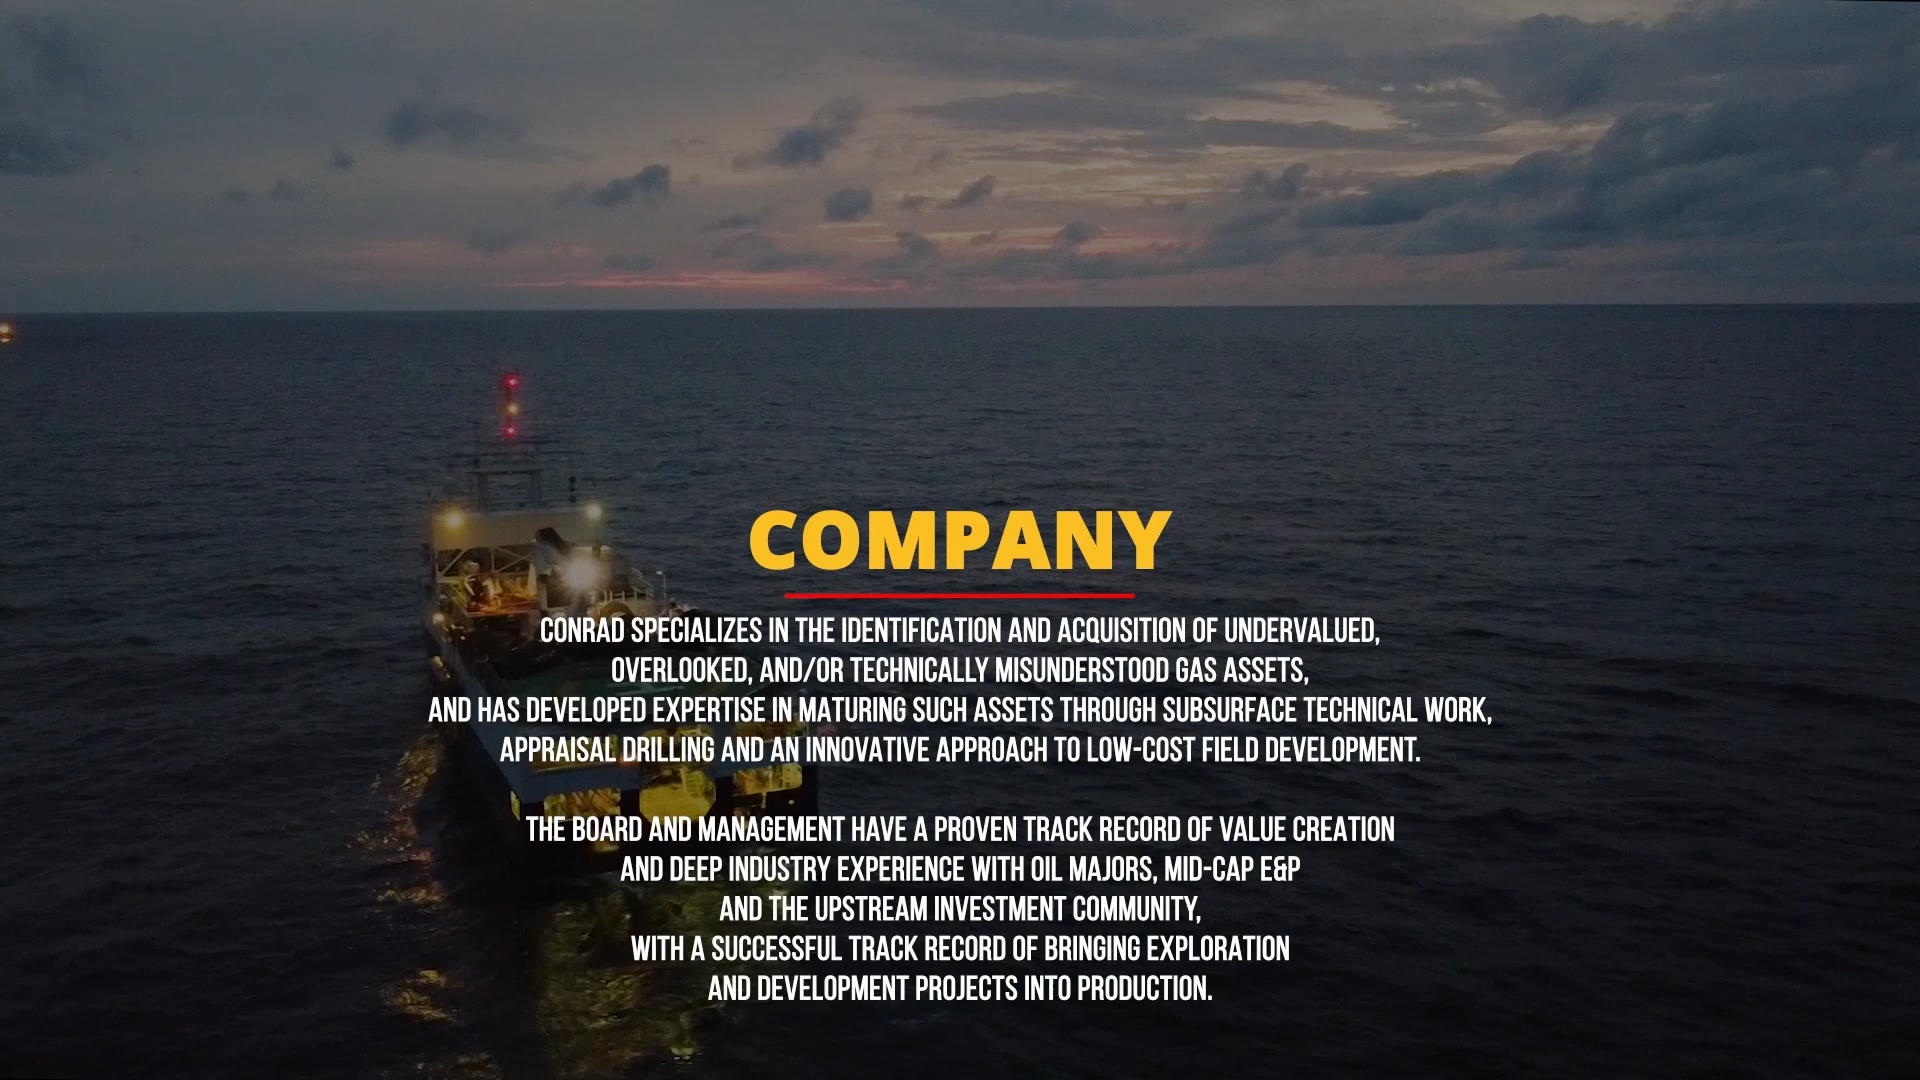 COMPANY
CONRAD SPECIALIZES IN THE IDENTIFICATION AND ACQUISITION OF UNDERVALUED,
OVERLOOKED, AND/OR TECHNICALLY MISUNDERSTOOD GAS ASSETS,
AND HAS DEVELOPED EXPERTISE IN MATURING SUCH ASSETS THROUGH SUBSURFACE TECHNICAL WORK,
APPRAISAL DRILLING AND AN INNOVATIVE APPROACH TO LOW-COST FIELD DEVELOPMENT.
THE BOARD AND MANAGEMENT HAVE A PROVEN TRACK RECORD OF VALUE CREATION
AND DEEP INDUSTRY EXPERIENCE WITH OIL MAJORS, MID-CAP E&P
AND THE UPSTREAM INVESTMENT COMMUNITY,
WITH A SUCCESSFUL TRACK RECORD OF BRINGING EXPLORATION
AND DEVELOPMENT PROJECTS INTO PRODUCTION.